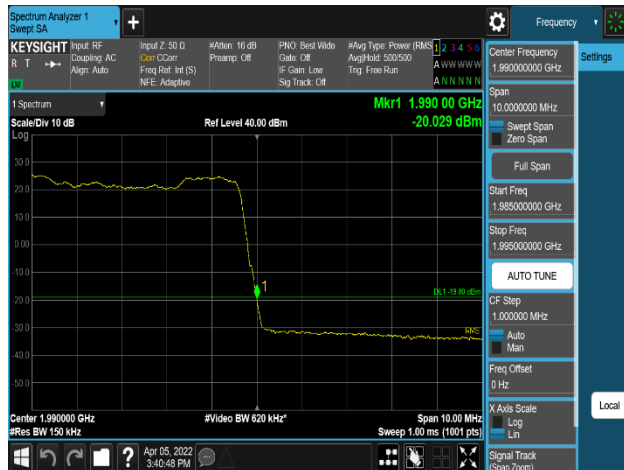 Spectrum Analyzer 1
Swept SA
Frequency
KEYSIGHT
R T
Input: RF
Coupling: AC
Align: Auto
Input Z: 50 Ω
Corr CCorr
Freq Ref: Int (S)
NFE: Adaptive
#Atten: 16 dB
Preamp: Off
PNO: Best Wide
Gate: Off
IF Gain: Low
Sig Track: Off
#Avg Type: Power (RMS
Avg|Hold: 500/500
Trig: Free Run
1 2 3 4 5 6
A W W W W W
A N N N N N
1 Spectrum
Scale/Div 10 dB
Ref Level 40.00 dBm
Mkr1 1.990 00 GHz
-20.029 dBm
Log
30.0
20.0
10.0
0.00
-10.0
-20.0
-30.0
-40.0
-50.0
1
DL1 -19.00 dBm
RMS
Center 1.990000 GHz
#Res BW 150 kHz
#Video BW 620 kHz*
Span 10.00 MHz
Sweep 1.00 ms (1001 pts)
Center Frequency
1.990000000 GHz
Settings
Span
10.0000000 MHz
Swept Span
Zero Span
Full Span
Start Freq
1.985000000 GHz
Stop Freq
1.995000000 GHz
AUTO TUNE
CF Step
1.000000 MHz
Auto
Man
Freq Offset
0 Hz
X Axis Scale
Log
Lin
Local
Signal Track
(Span Zoom)
?
Apr 05, 2022
3:40:48 PM